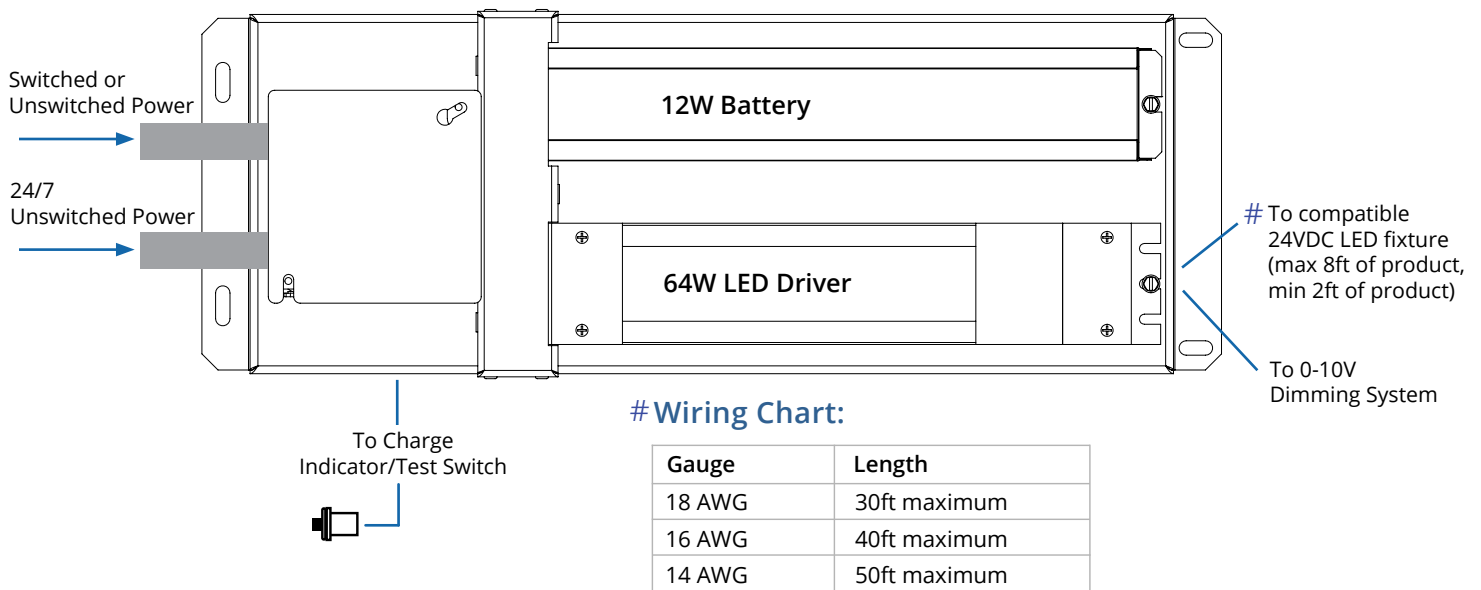 Switched or
Unswitched Power
24/7
Unswitched Power
12W Battery
64W LED Driver
# To compatible
24VDC LED fixture
(max 8ft of product,
min 2ft of product)
To 0-10V
Dimming System
To Charge
Indicator/Test Switch
# Wiring Chart:
Gauge Length
18 AWG 30ft maximum
16 AWG 40ft maximum
14 AWG 50ft maximum